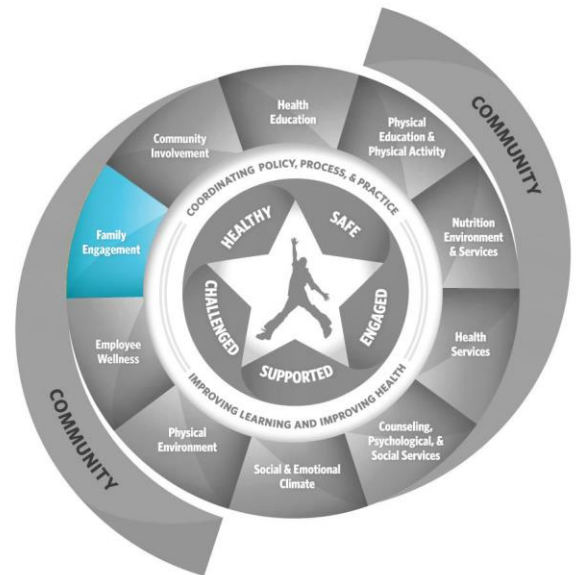 COMMUNITY
Health
Education
Physical
Education &
Physical Activity
Nutrition
Environment
& Services
Health
Services
Counseling,
Psychological, &
Social Services
Social & Emotional
Climate
Physical
Environment
Employee
Wellness
Family
Engagement
Community
Involvement
COORDINATING POLICY, PROCESS, & PRACTICE
IMPROVING LEARNING AND IMPROVING HEALTH
HEALTHY
SAFE
ENGAGED
SUPPORTED
CHALLENGED
COMMUNITY